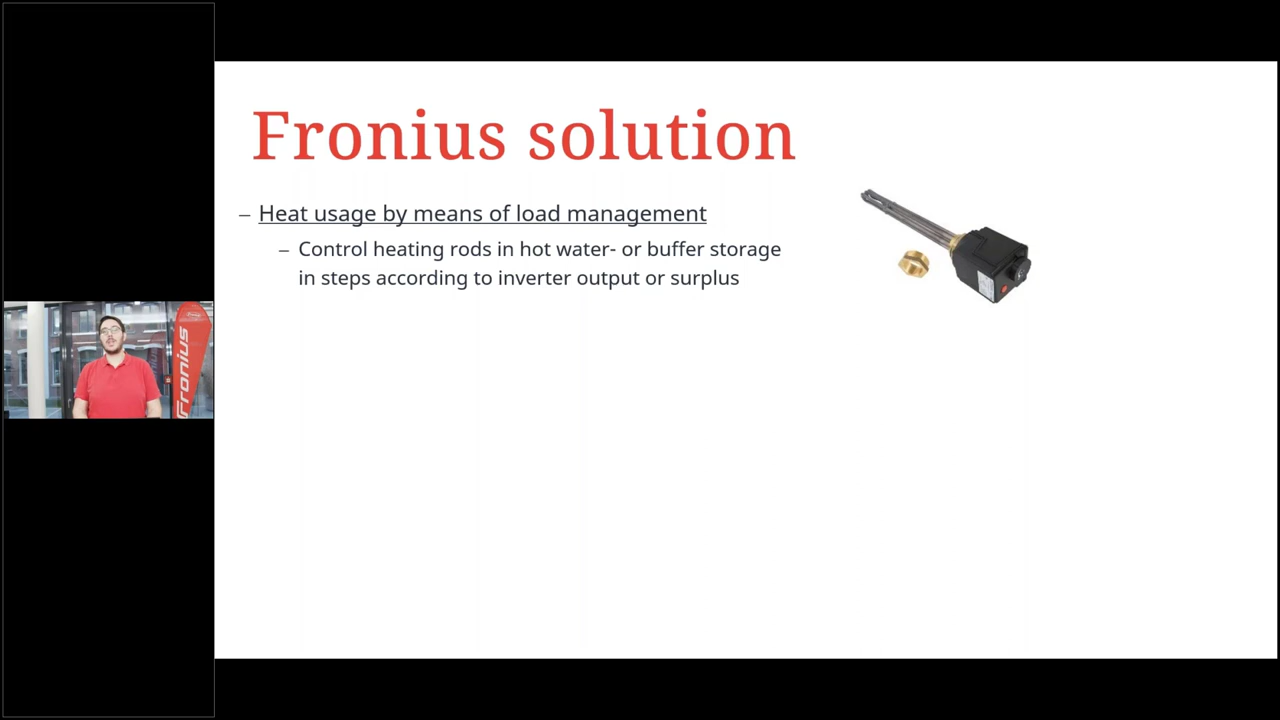 Fronius solution
– Heat usage by means of load management
– Control heating rods in hot water- or buffer storage
in steps according to inverter output or surplus
Fronius